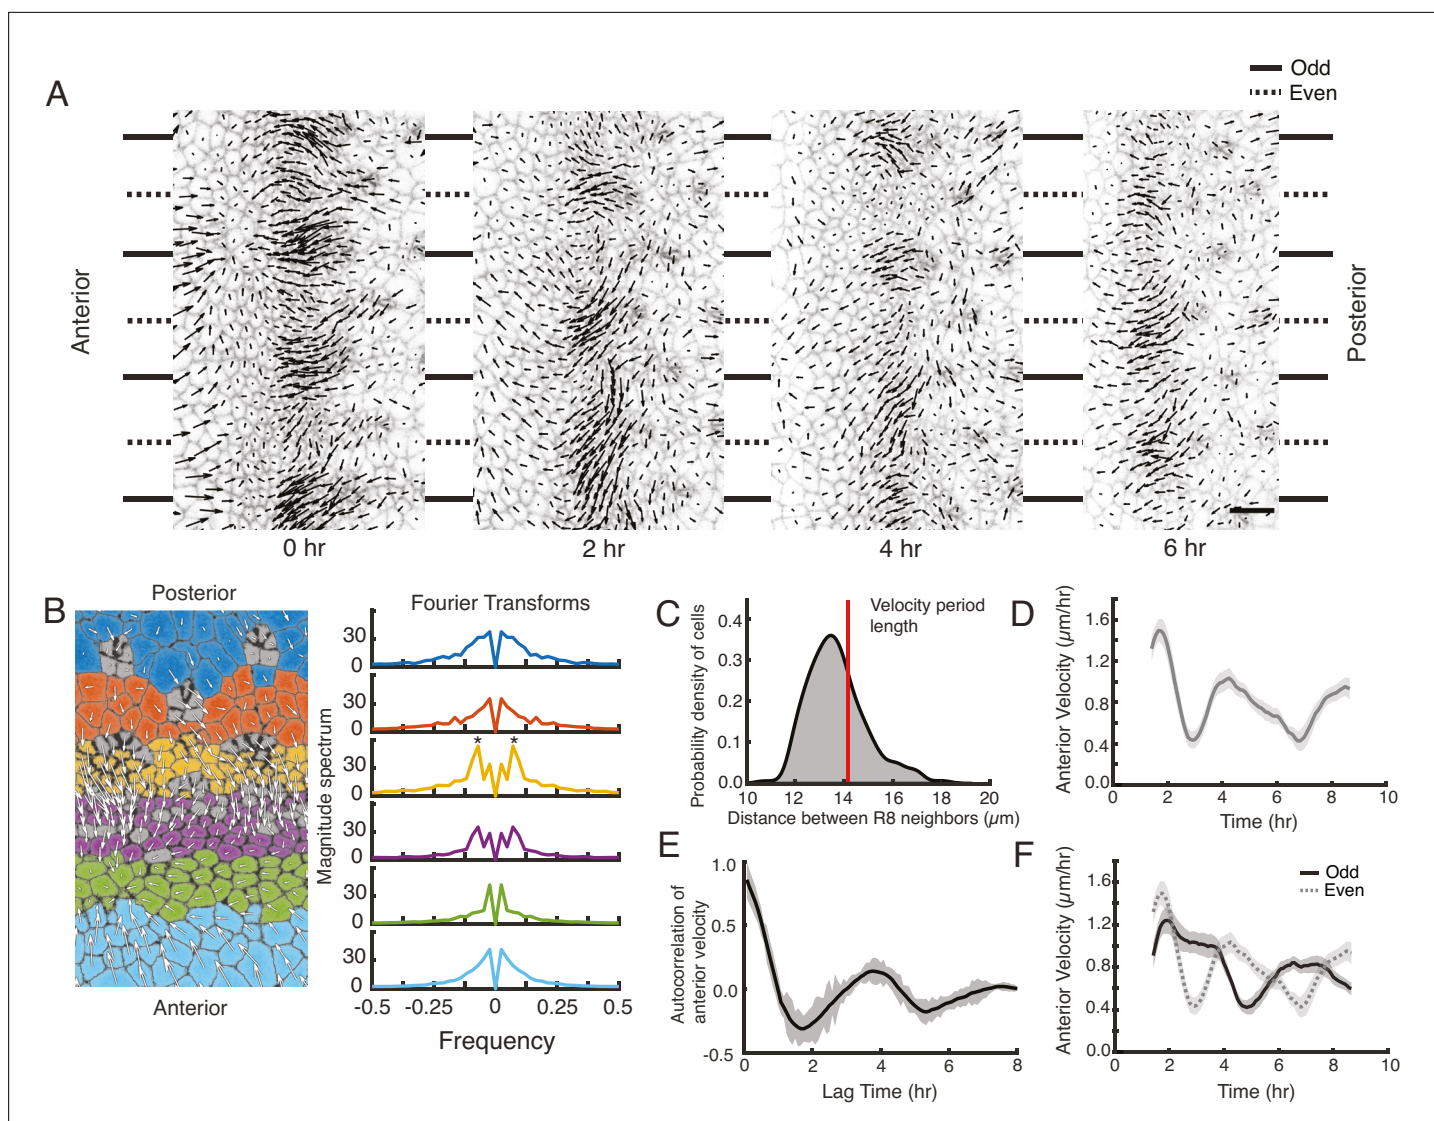 A
Odd
Even
Anterior
Posterior
0 hr
2 hr
4 hr
6 hr
B
Posterior
Anterior
Fourier Transforms
Magnitude spectrum
30
0
30
0
* *
30
0
30
0
30
0
30
0
-0.5 -0.25 0 0.25 0.5
Frequency
C
Velocity period
length
Probability density of cells
0.4
0.3
0.2
0.1
0.0
10 12 14 16 18 20
Distance between R8 neighbors (µm)
D
Anterior Velocity (µm/hr)
1.6
1.2
0.8
0.4
0.0
0 2 4 6 8 10
Time (hr)
E
Autocorrelation of
anterior velocity
1.0
0.5
0.0
-0.5
0 2 4 6 8
Lag Time (hr)
F
Odd
Even
Anterior Velocity (µm/hr)
1.6
1.2
0.8
0.4
0.0
0 2 4 6 8 10
Time (hr)